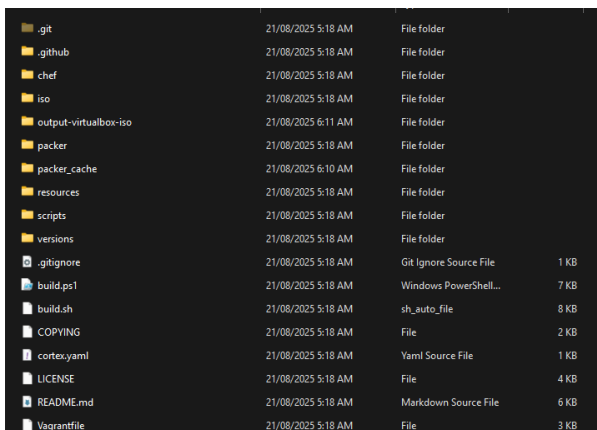 .git 21/08/2025 5:18 AM File folder
.github 21/08/2025 5:18 AM File folder
chef 21/08/2025 5:18 AM File folder
iso 21/08/2025 5:18 AM File folder
output-virtualbox-iso 21/08/2025 6:11 AM File folder
packer 21/08/2025 5:18 AM File folder
packer_cache 21/08/2025 6:10 AM File folder
resources 21/08/2025 5:18 AM File folder
scripts 21/08/2025 5:18 AM File folder
versions 21/08/2025 5:18 AM File folder
.gitignore 21/08/2025 5:18 AM Git Ignore Source File 1 KB
build.ps1 21/08/2025 5:18 AM Windows PowerShell... 7 KB
build.sh 21/08/2025 5:18 AM sh_auto_file 8 KB
COPYING 21/08/2025 5:18 AM File 2 KB
cortex.yaml 21/08/2025 5:18 AM Yaml Source File 1 KB
LICENSE 21/08/2025 5:18 AM File 4 KB
README.md 21/08/2025 5:18 AM Markdown Source File 6 KB
Vagrantfile 21/08/2025 5:18 AM File 3 KB